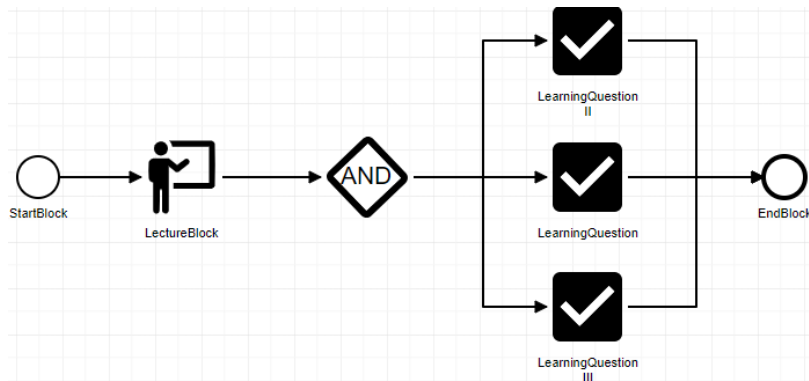 LearningQuestion
II
StartBlock
LectureBlock
AND
LearningQuestion
EndBlock
LearningQuestion
III